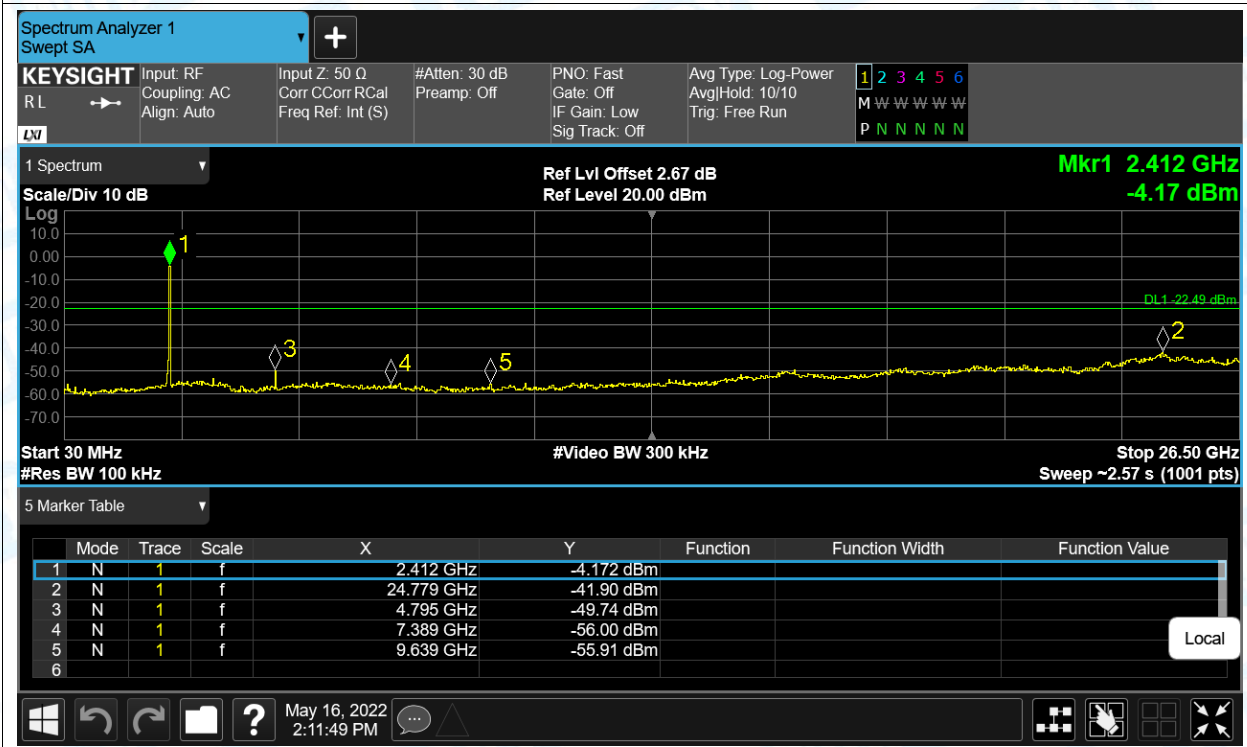 Spectrum Analyzer 1
Swept SA
KEYSIGHT
R L
LXI
Input: RF
Coupling: AC
Align: Auto
Input Z: 50 Ω
Corr CCorr RCal
Freq Ref: Int (S)
#Atten: 30 dB
Preamp: Off
PNO: Fast
Gate: Off
IF Gain: Low
Sig Track: Off
Avg Type: Log-Power
Avg|Hold: 10/10
Trig: Free Run
1 2 3 4 5 6
M W W W W W
P N N N N N
1 Spectrum
Scale/Div 10 dB
Ref Lvl Offset 2.67 dB
Ref Level 20.00 dBm
Mkr1 2.412 GHz
-4.17 dBm
Log
10.0
0.00
-10.0
-20.0
-30.0
-40.0
-50.0
-60.0
-70.0
1
DL1 -22.49 dBm
2
3
4
5
Start 30 MHz
#Res BW 100 kHz
#Video BW 300 kHz
Stop 26.50 GHz
Sweep ~2.57 s (1001 pts)
5 Marker Table
Mode Trace Scale X Y Function Function Width Function Value
1 N 1 f 2.412 GHz -4.172 dBm
2 N 1 f 24.779 GHz -41.90 dBm
3 N 1 f 4.795 GHz -49.74 dBm
4 N 1 f 7.389 GHz -56.00 dBm
5 N 1 f 9.639 GHz -55.91 dBm
6
Local
?
May 16, 2022
2:11:49 PM